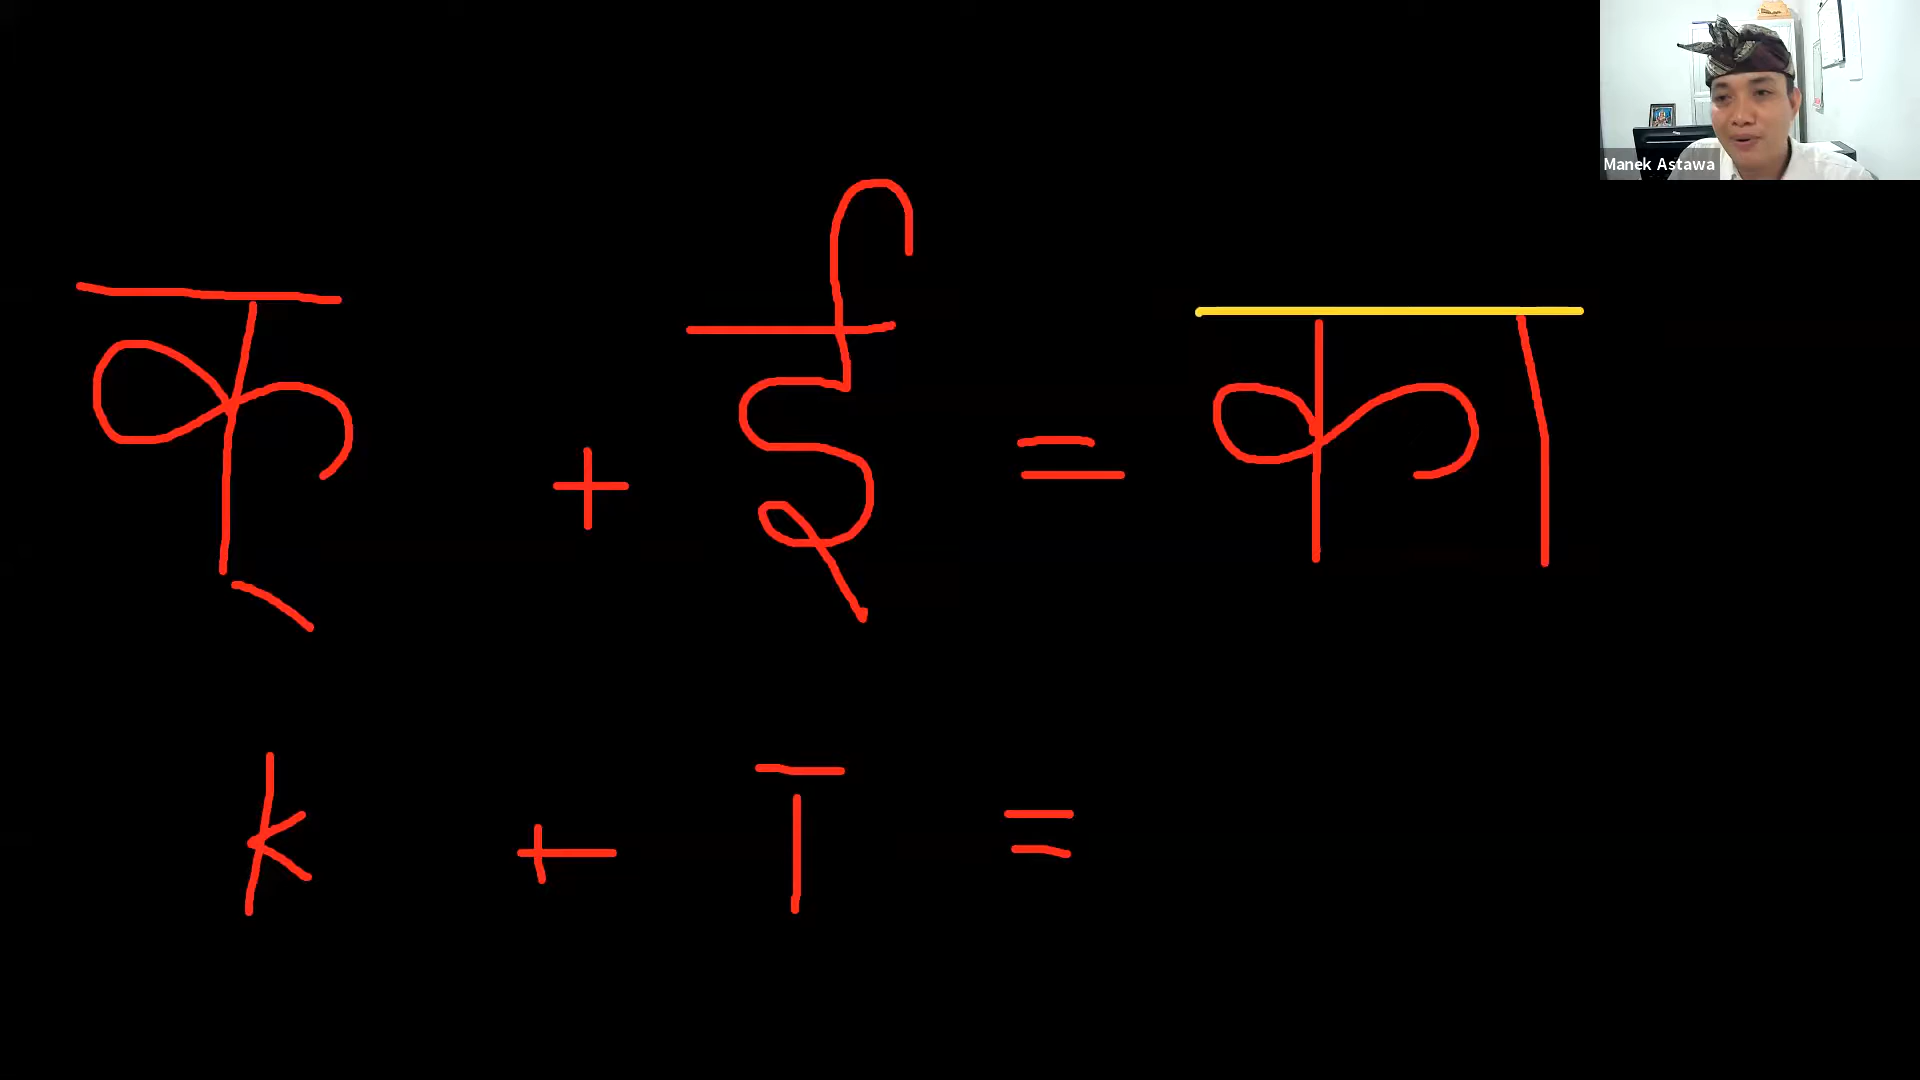 Manek Astawa
क् + ई = का
k + ī =